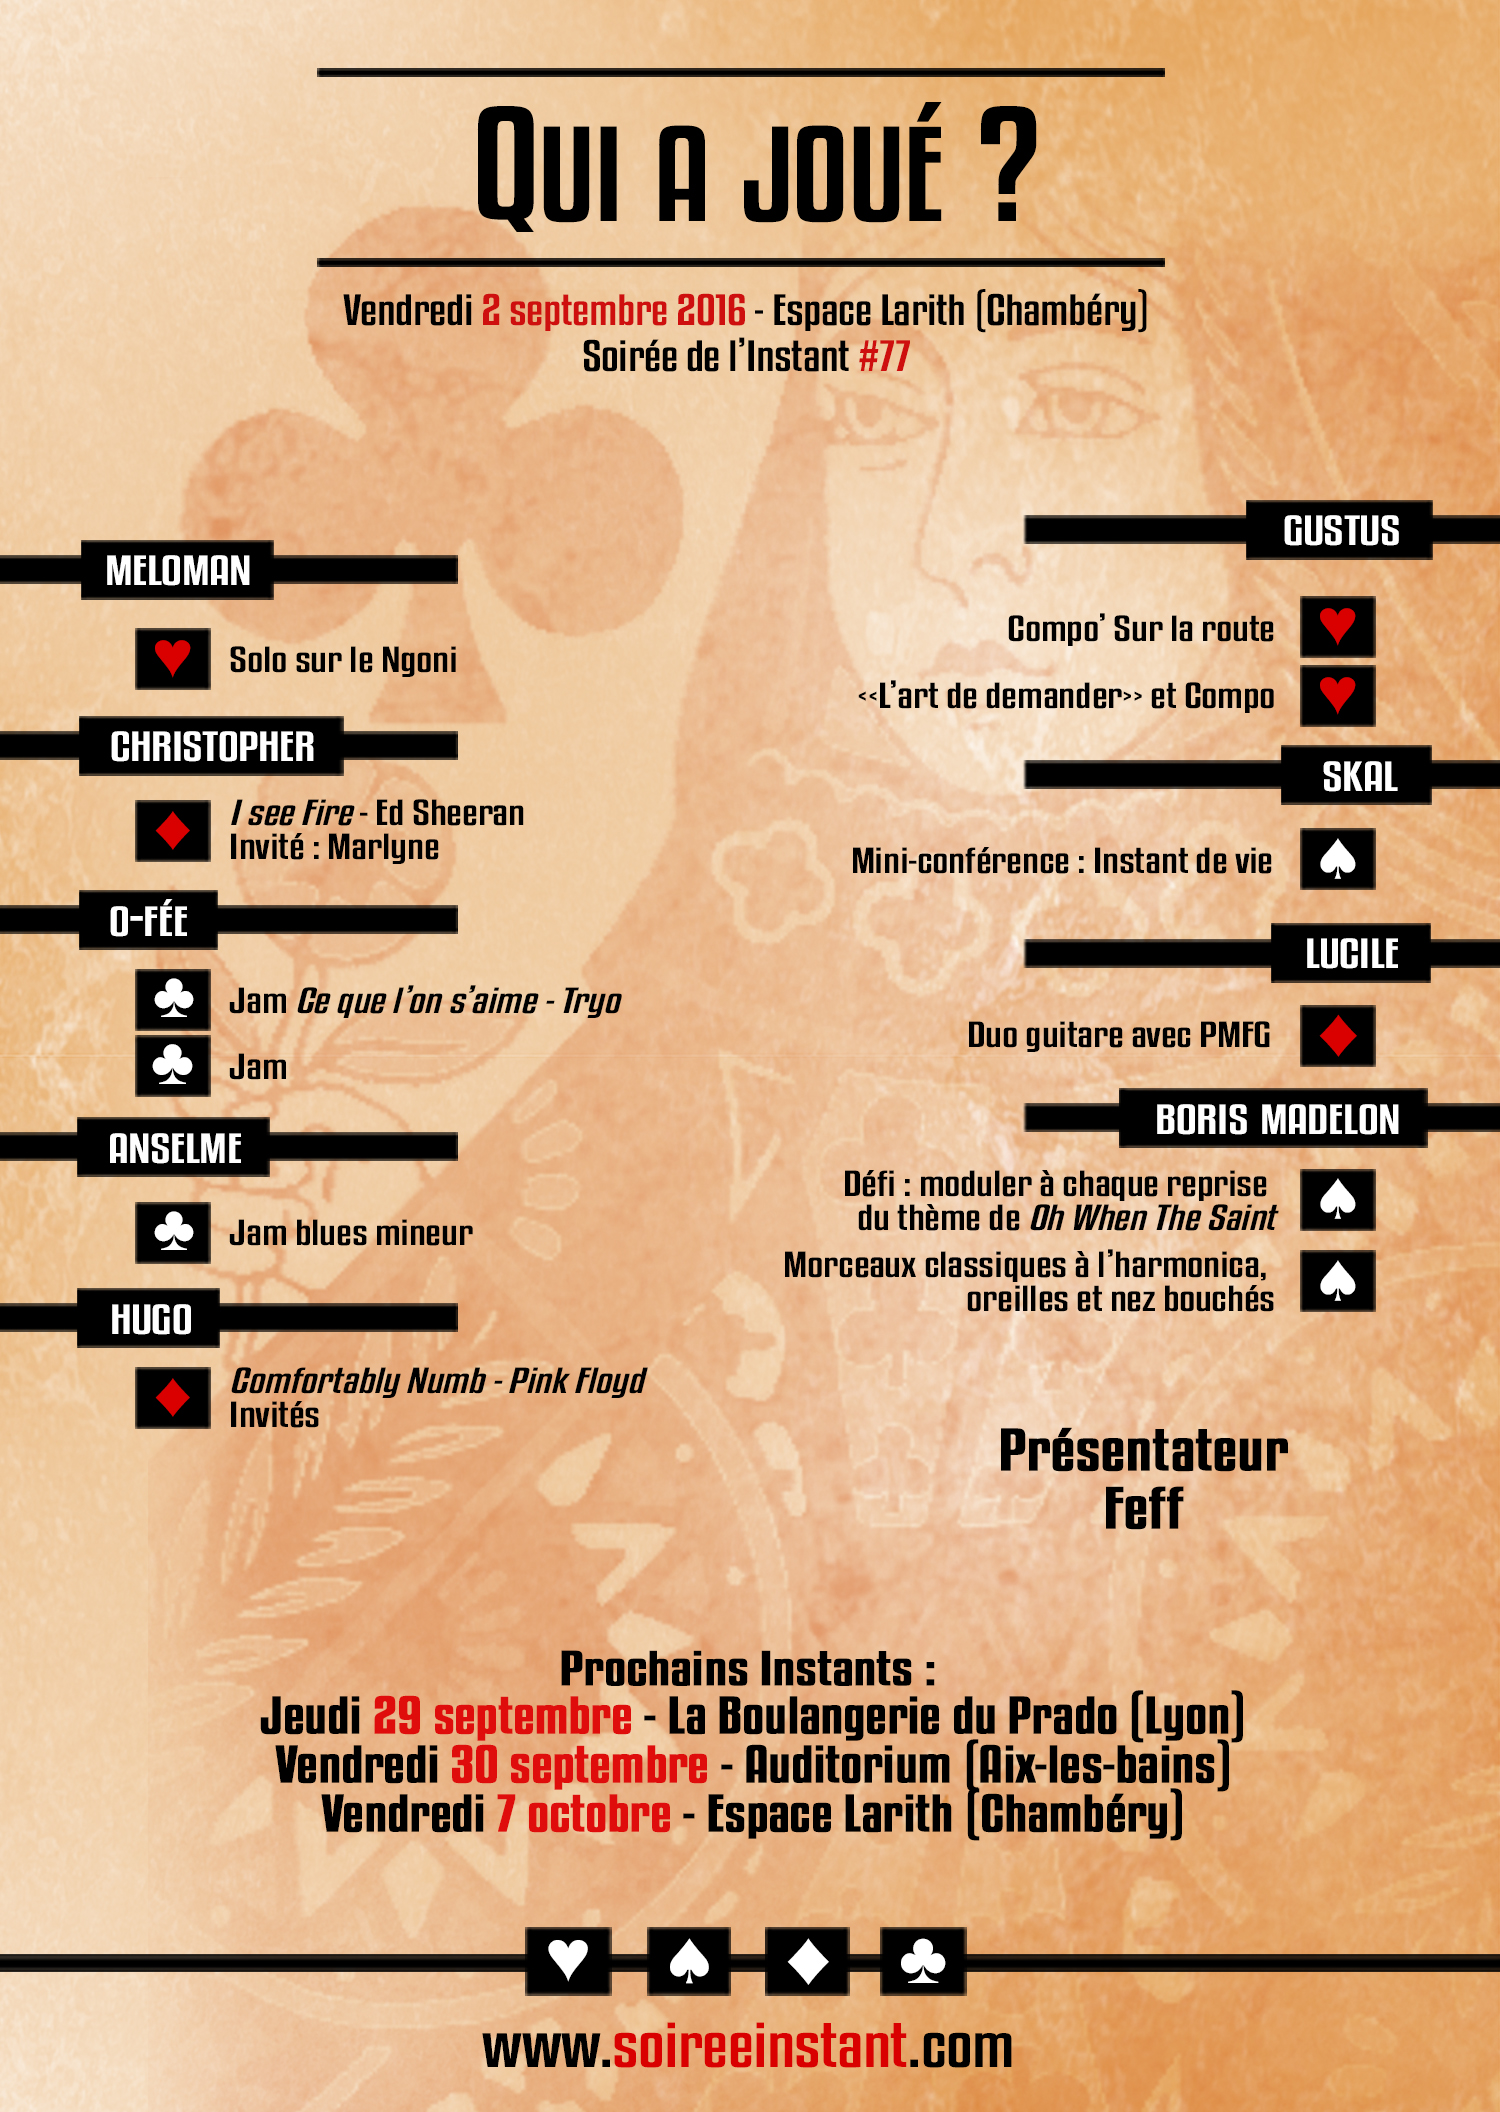 QUI A JOUÉ ?
Vendredi 2 septembre 2016 - Espace Larith (Chambéry)
Soirée de l'Instant #77
MELOMAN
Solo sur le Ngoni
CHRISTOPHER
I see Fire - Ed Sheeran
Invité : Marlyne
O-FÉE
Jam Ce que l'on s'aime - Tryo
Jam
ANSELME
Jam blues mineur
HUGO
Comfortably Numb - Pink Floyd
Invités
GUSTUS
Compo' Sur la route
<<L'art de demander>> et Compo
SKAL
Mini-conférence : Instant de vie
LUCILE
Duo guitare avec PMFG
BORIS MADELON
Défi : moduler à chaque reprise
du thème de Oh When The Saint
Morceaux classiques à l'harmonica,
oreilles et nez bouchés
Présentateur
Feff
Prochains Instants :
Jeudi 29 septembre - La Boulangerie du Prado (Lyon)
Vendredi 30 septembre - Auditorium (Aix-les-bains)
Vendredi 7 octobre - Espace Larith (Chambéry)
www.soireeinstant.com